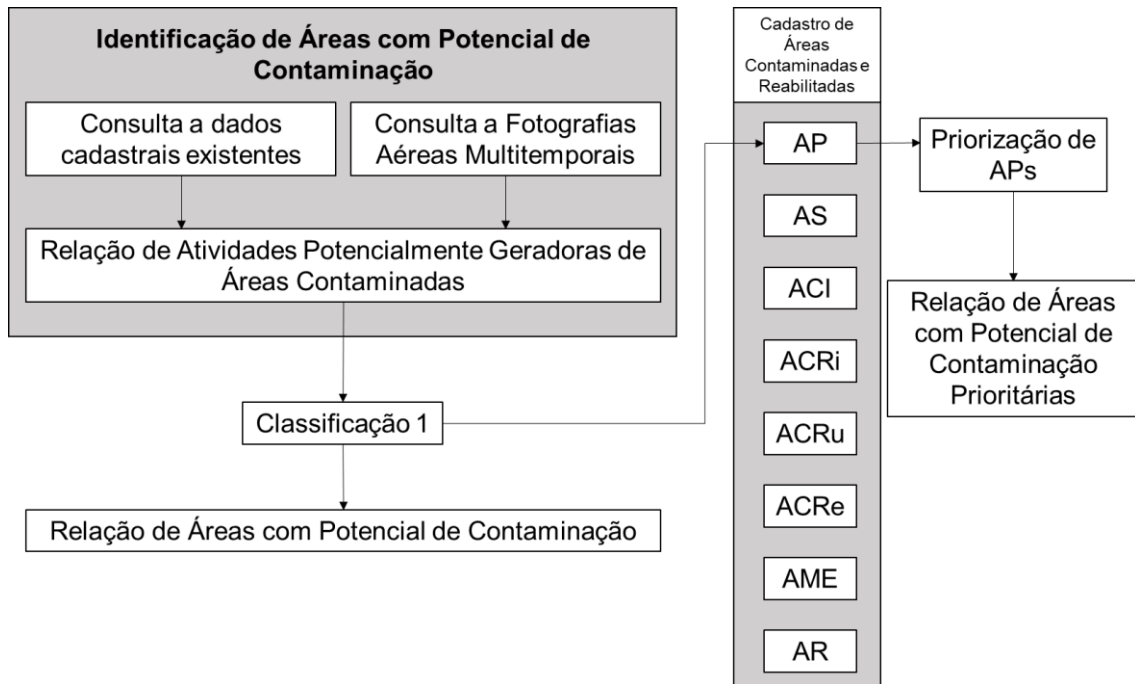 Identificação de Áreas com Potencial de
Contaminação
Consulta a dados
cadastrais existentes
Consulta a Fotografias
Aéreas Multitemporais
Relação de Atividades Potencialmente Geradoras de
Áreas Contaminadas
Classificação 1
Relação de Áreas com Potencial de Contaminação
Cadastro de
Áreas
Contaminadas e
Reabilitadas
AP
AS
ACI
ACRi
ACRu
ACRe
AME
AR
Priorização de
APs
Relação de Áreas
com Potencial de
Contaminação
Prioritárias